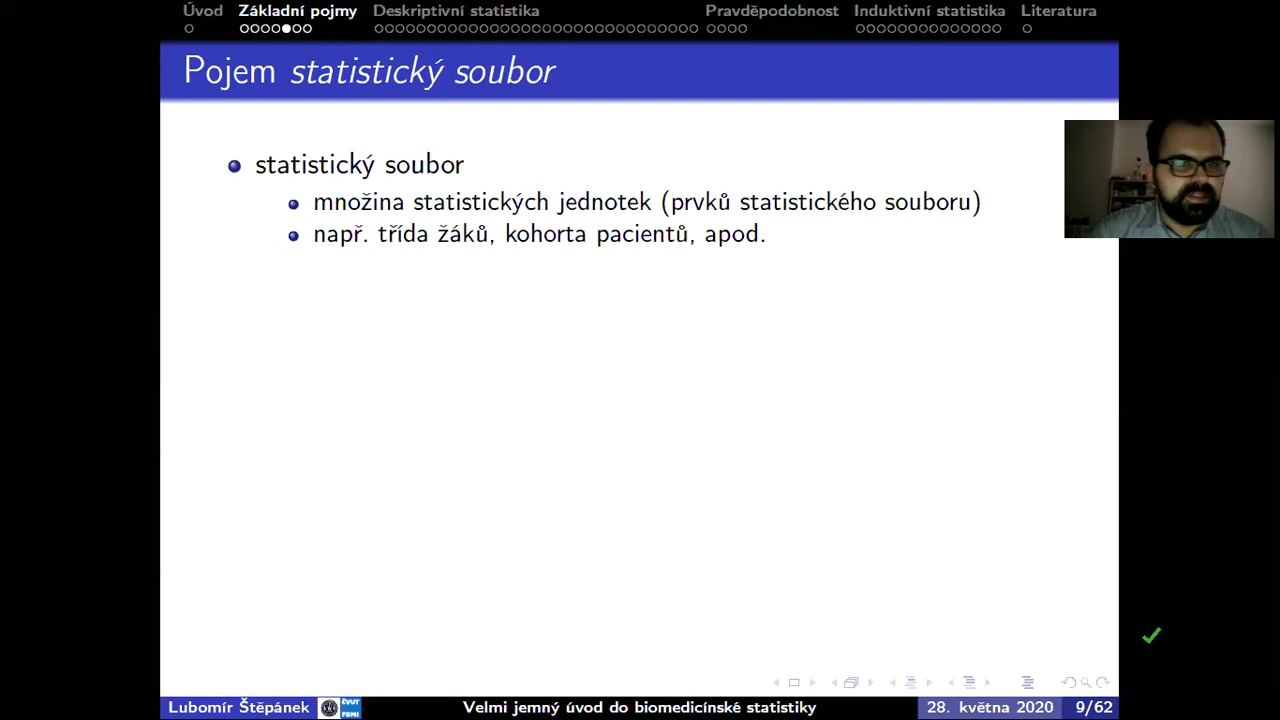 Úvod Základní pojmy Deskriptivní statistika Pravděpodobnost Induktivní statistika Literatura
Pojem statistický soubor
statistický soubor
množina statistických jednotek (prvků statistického souboru)
např. třída žáků, kohorta pacientů, apod.
Lubomír Štěpánek ČVUT FBMI Velmi jemný úvod do biomedicínské statistiky 28. května 2020 9/62